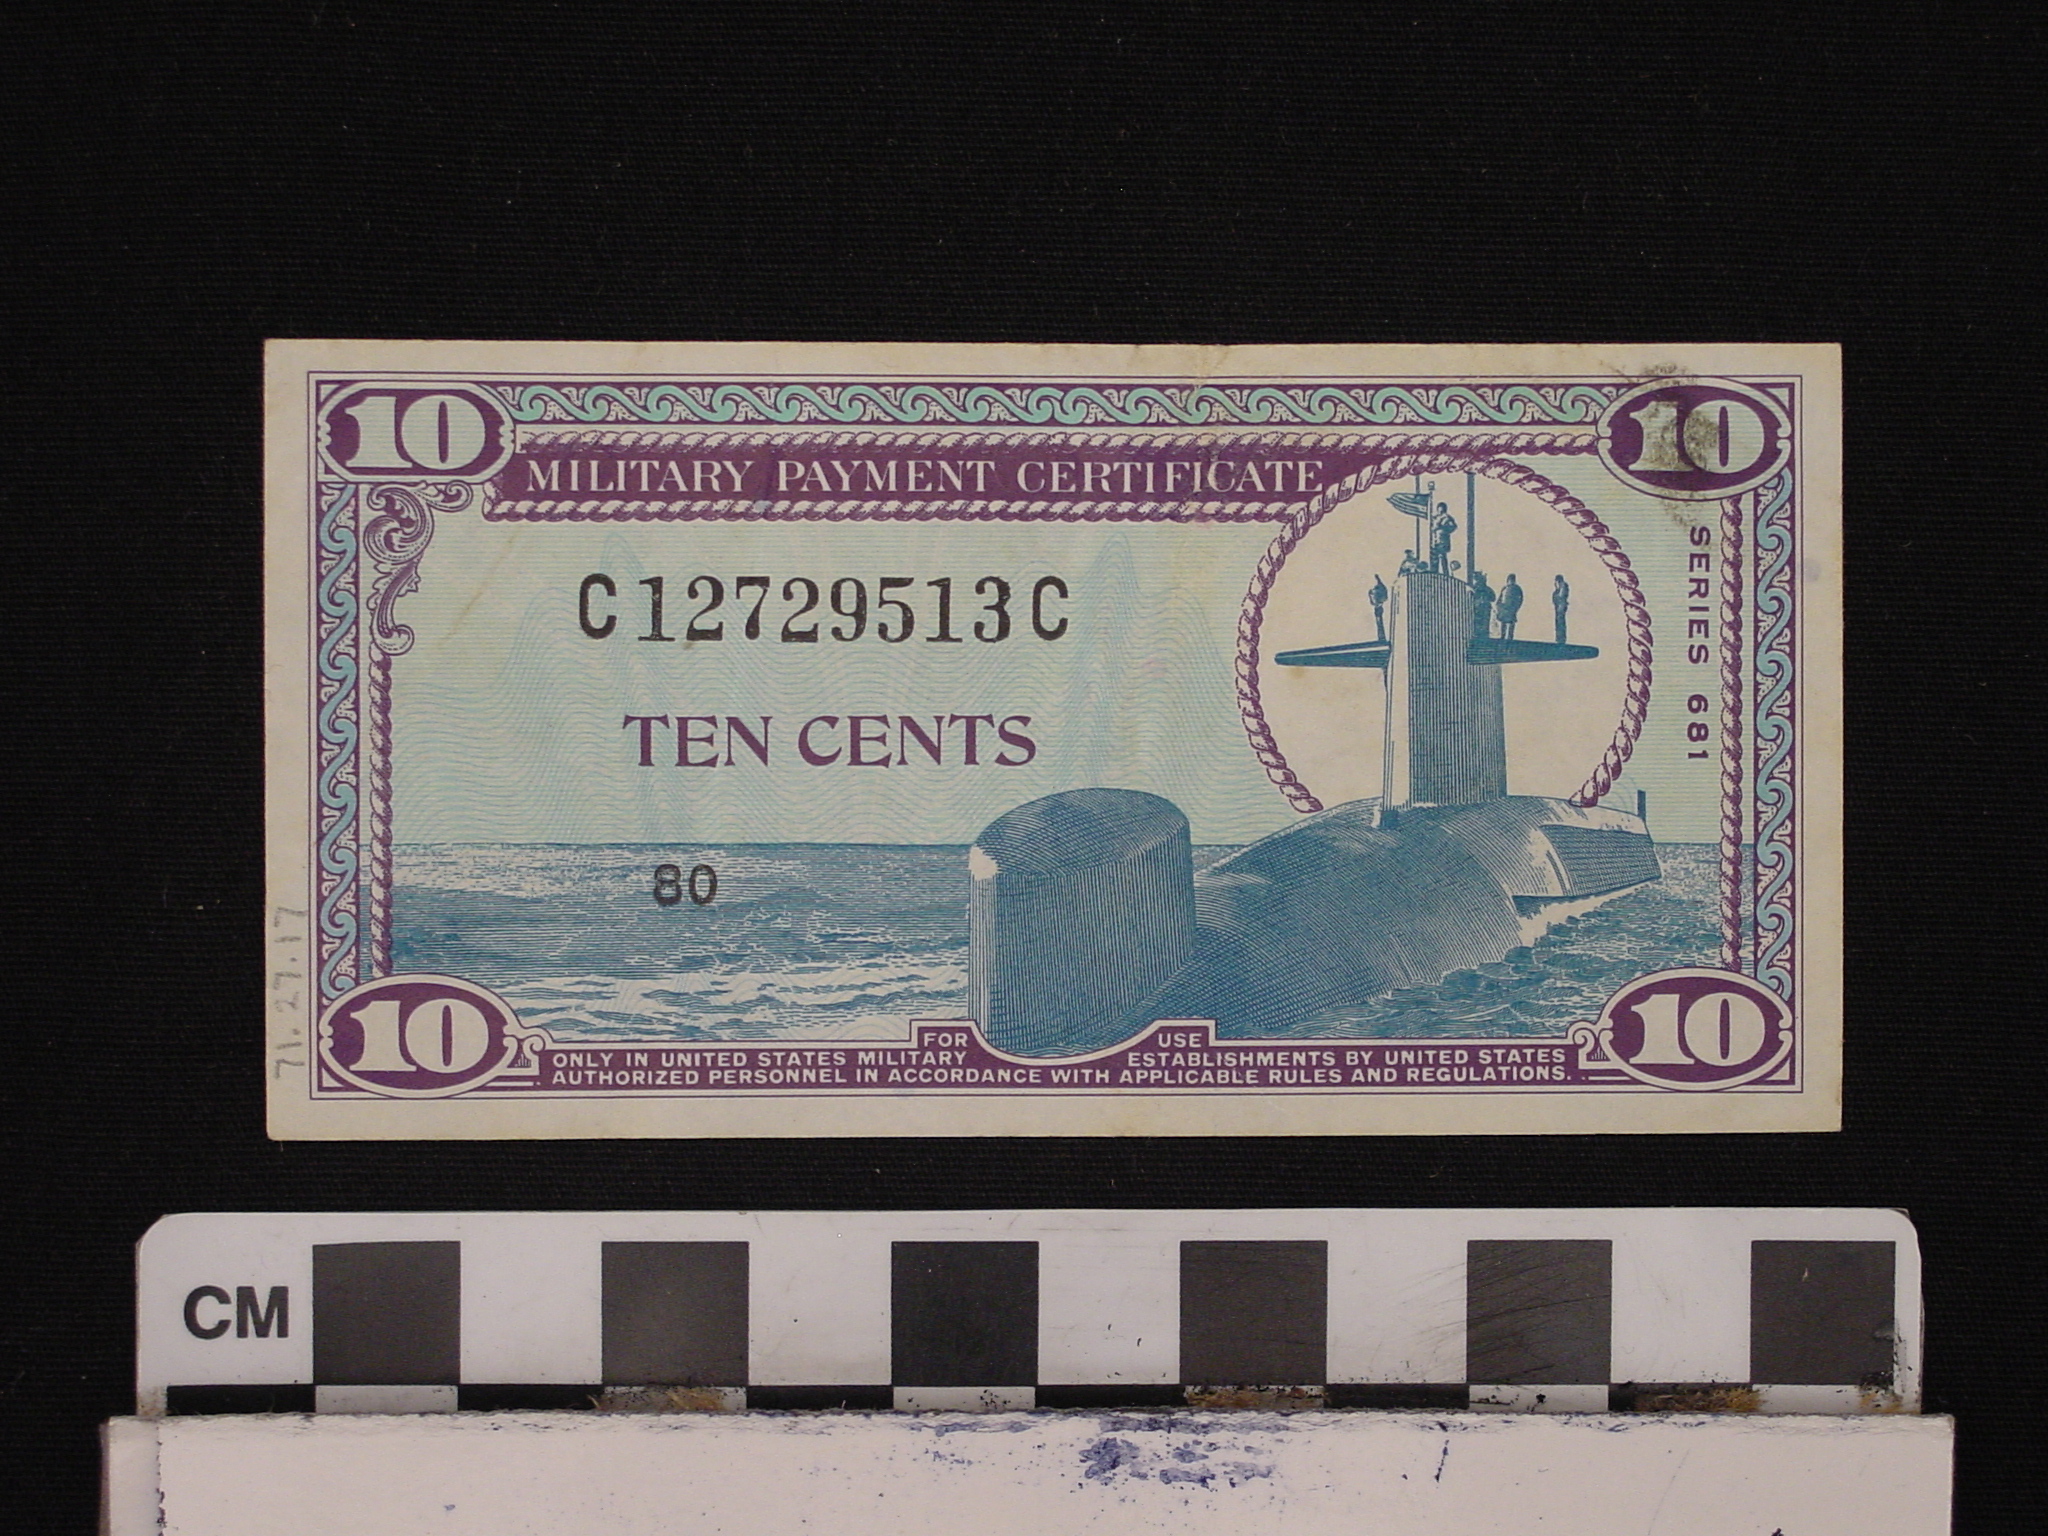 10
10
MILITARY PAYMENT CERTIFICATE
SERIES 681
C12729513C
TEN CENTS
80
71.27.17
10
10
FOR USE
ONLY IN UNITED STATES MILITARY ESTABLISHMENTS BY UNITED STATES
AUTHORIZED PERSONNEL IN ACCORDANCE WITH APPLICABLE RULES AND REGULATIONS.
CM